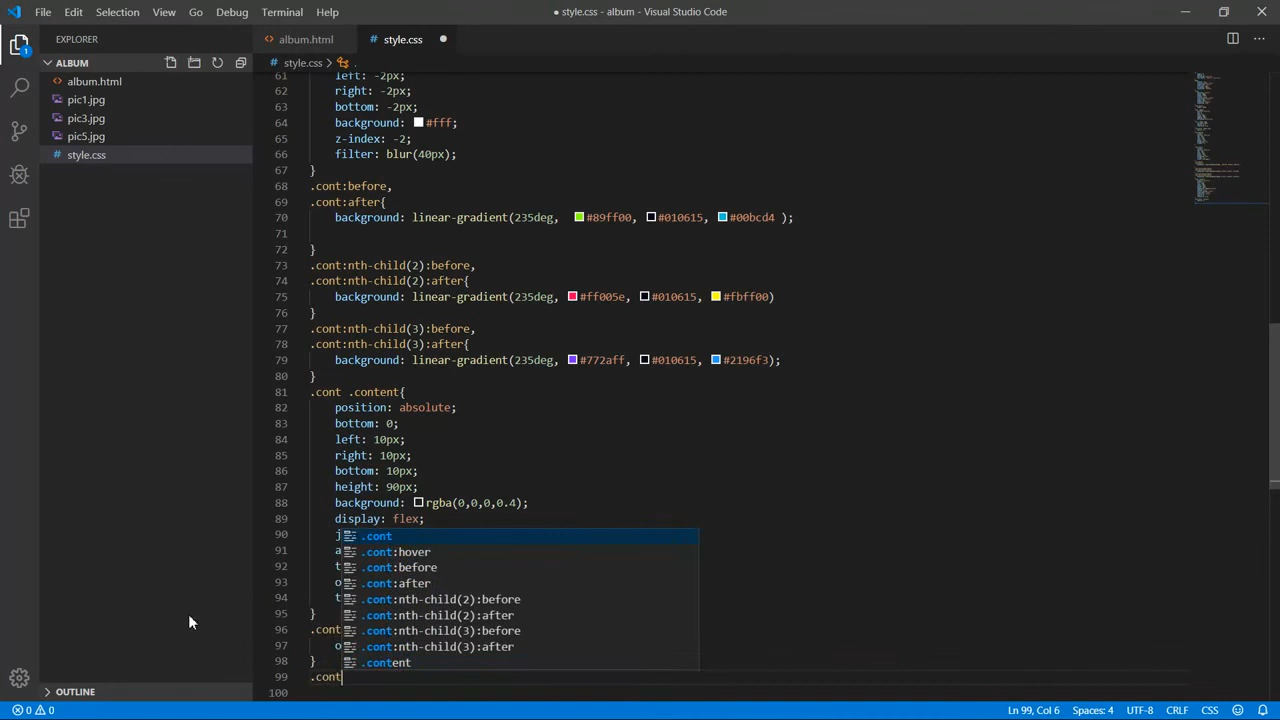 File Edit Selection View Go Debug Terminal Help
● style.css - album - Visual Studio Code
EXPLORER
album.html
style.css
ALBUM
style.css .
1
album.html
pic1.jpg
pic3.jpg
pic5.jpg
style.css
61 left: -2px;
62 right: -2px;
63 bottom: -2px;
64 background: #fff;
65 z-index: -2;
66 filter: blur(40px);
67 }
68 .cont:before,
69 .cont:after{
70 background: linear-gradient(235deg, #89ff00, #010615, #00bcd4 );
71
72 }
73 .cont:nth-child(2):before,
74 .cont:nth-child(2):after{
75 background: linear-gradient(235deg, #ff005e, #010615, #fbff00)
76 }
77 .cont:nth-child(3):before,
78 .cont:nth-child(3):after{
79 background: linear-gradient(235deg, #772aff, #010615, #2196f3);
80 }
81 .cont .content{
82 position: absolute;
83 bottom: 0;
84 left: 10px;
85 right: 10px;
86 bottom: 10px;
87 height: 90px;
88 background: rgba(0,0,0,0.4);
89 display: flex;
90 j .cont
91 a .cont:hover
92 t .cont:before
93 o .cont:after
94 t .cont:nth-child(2):before
95 } .cont:nth-child(2):after
96 .cont .cont:nth-child(3):before
97 o .cont:nth-child(3):after
98 } .content
99 .cont
100
OUTLINE
0 0
Ln 99, Col 6 Spaces: 4 UTF-8 CRLF CSS